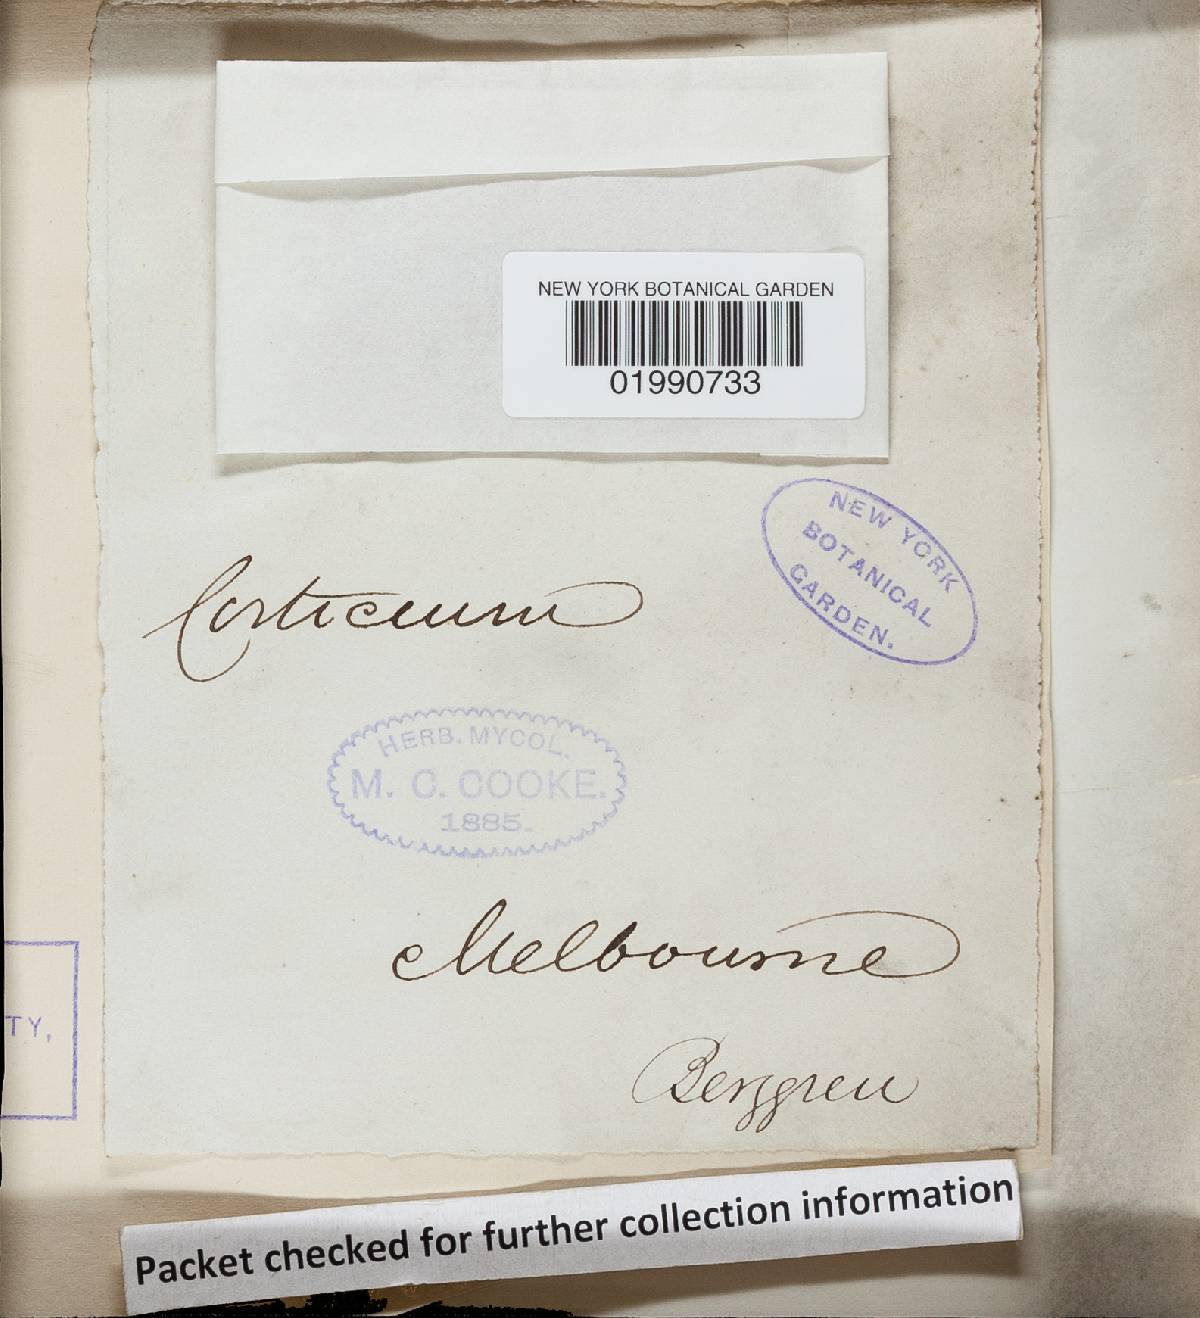 NEW YORK BOTANICAL GARDEN
01990733
NEW YORK
BOTANICAL
GARDEN.
Corticium
HERB. MYCOL.
M. C. COOKE.
1885.
Melbourne
TY,
Berggren
Packet checked for further collection information